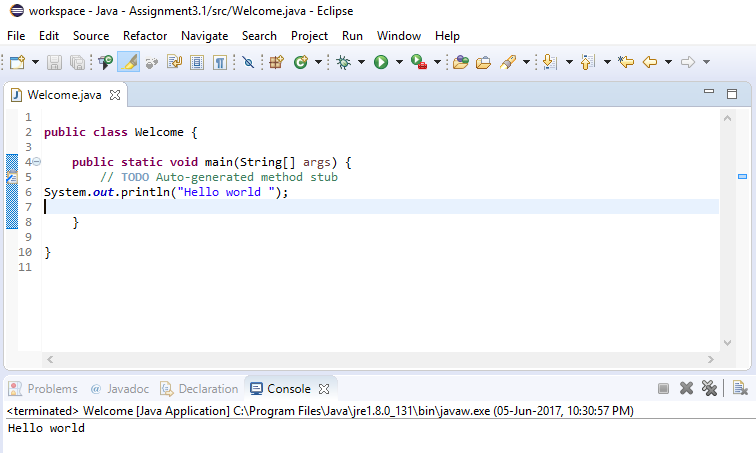 workspace - Java - Assignment3.1/src/Welcome.java - Eclipse
File Edit Source Refactor Navigate Search Project Run Window Help
Welcome.java
1
2 public class Welcome {
3
4 public static void main(String[] args) {
5 // TODO Auto-generated method stub
6 System.out.println("Hello world ");
7
8 }
9
10 }
11
Problems @ Javadoc Declaration Console
<terminated> Welcome [Java Application] C:\Program Files\Java\jre1.8.0_131\bin\javaw.exe (05-Jun-2017, 10:30:57 PM)
Hello world